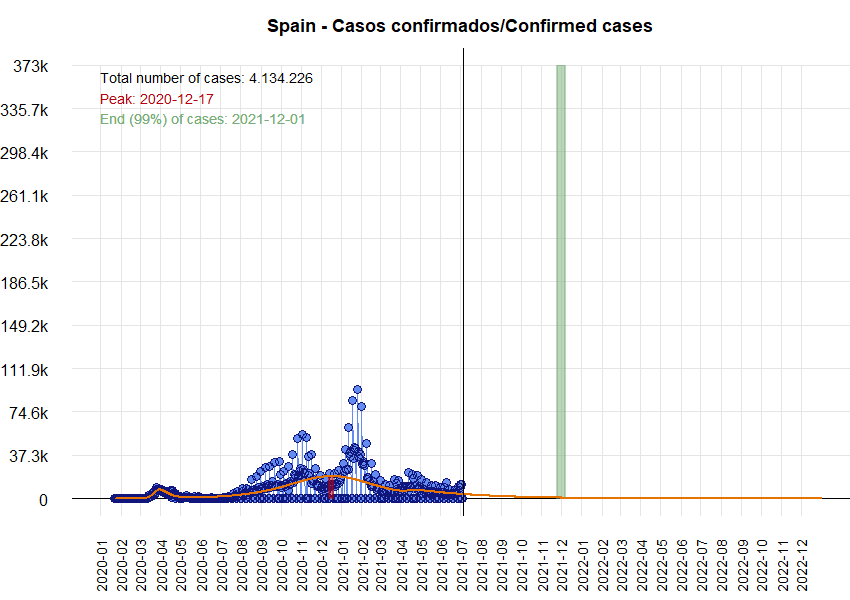 Spain - Casos confirmados/Confirmed cases
373k
Total number of cases: 4.134.226
Peak: 2020-12-17
335.7k
End (99%) of cases: 2021-12-01
298.4k
261.1k
223.8k
186.5k
149.2k
111.9k
74.6k
37.3k
0
2020-01
2020-02
2020-03
2020-04
2020-05
2020-06
2020-07
2020-08
2020-09
2020-10
2020-11
2020-12
2021-01
2021-02
2021-03
2021-04
2021-05
2021-06
2021-07
2021-08
2021-09
2021-10
2021-11
2021-12
2022-01
2022-02
2022-03
2022-04
2022-05
2022-06
2022-07
2022-08
2022-09
2022-10
2022-11
2022-12